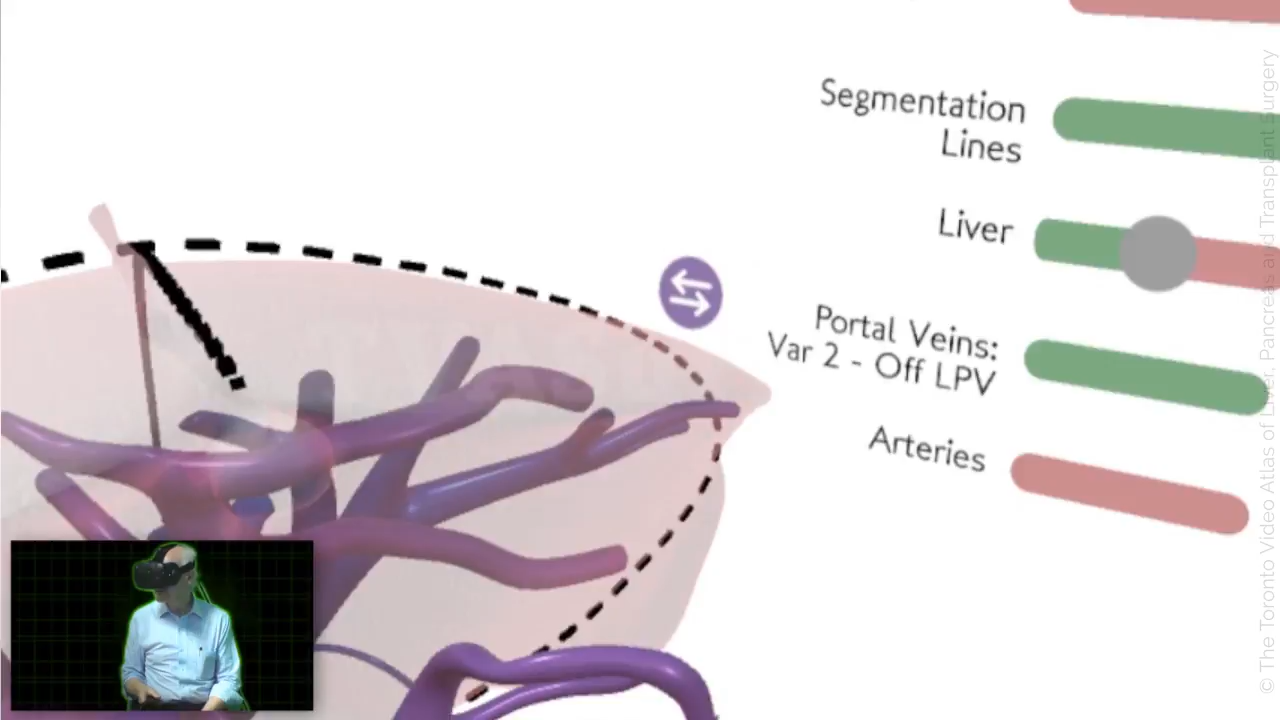 Segmentation
Lines
Liver
Portal Veins:
Var 2 - Off LPV
Arteries
© The Toronto Video Atlas of Liver, Pancreas and Transplant Surgery